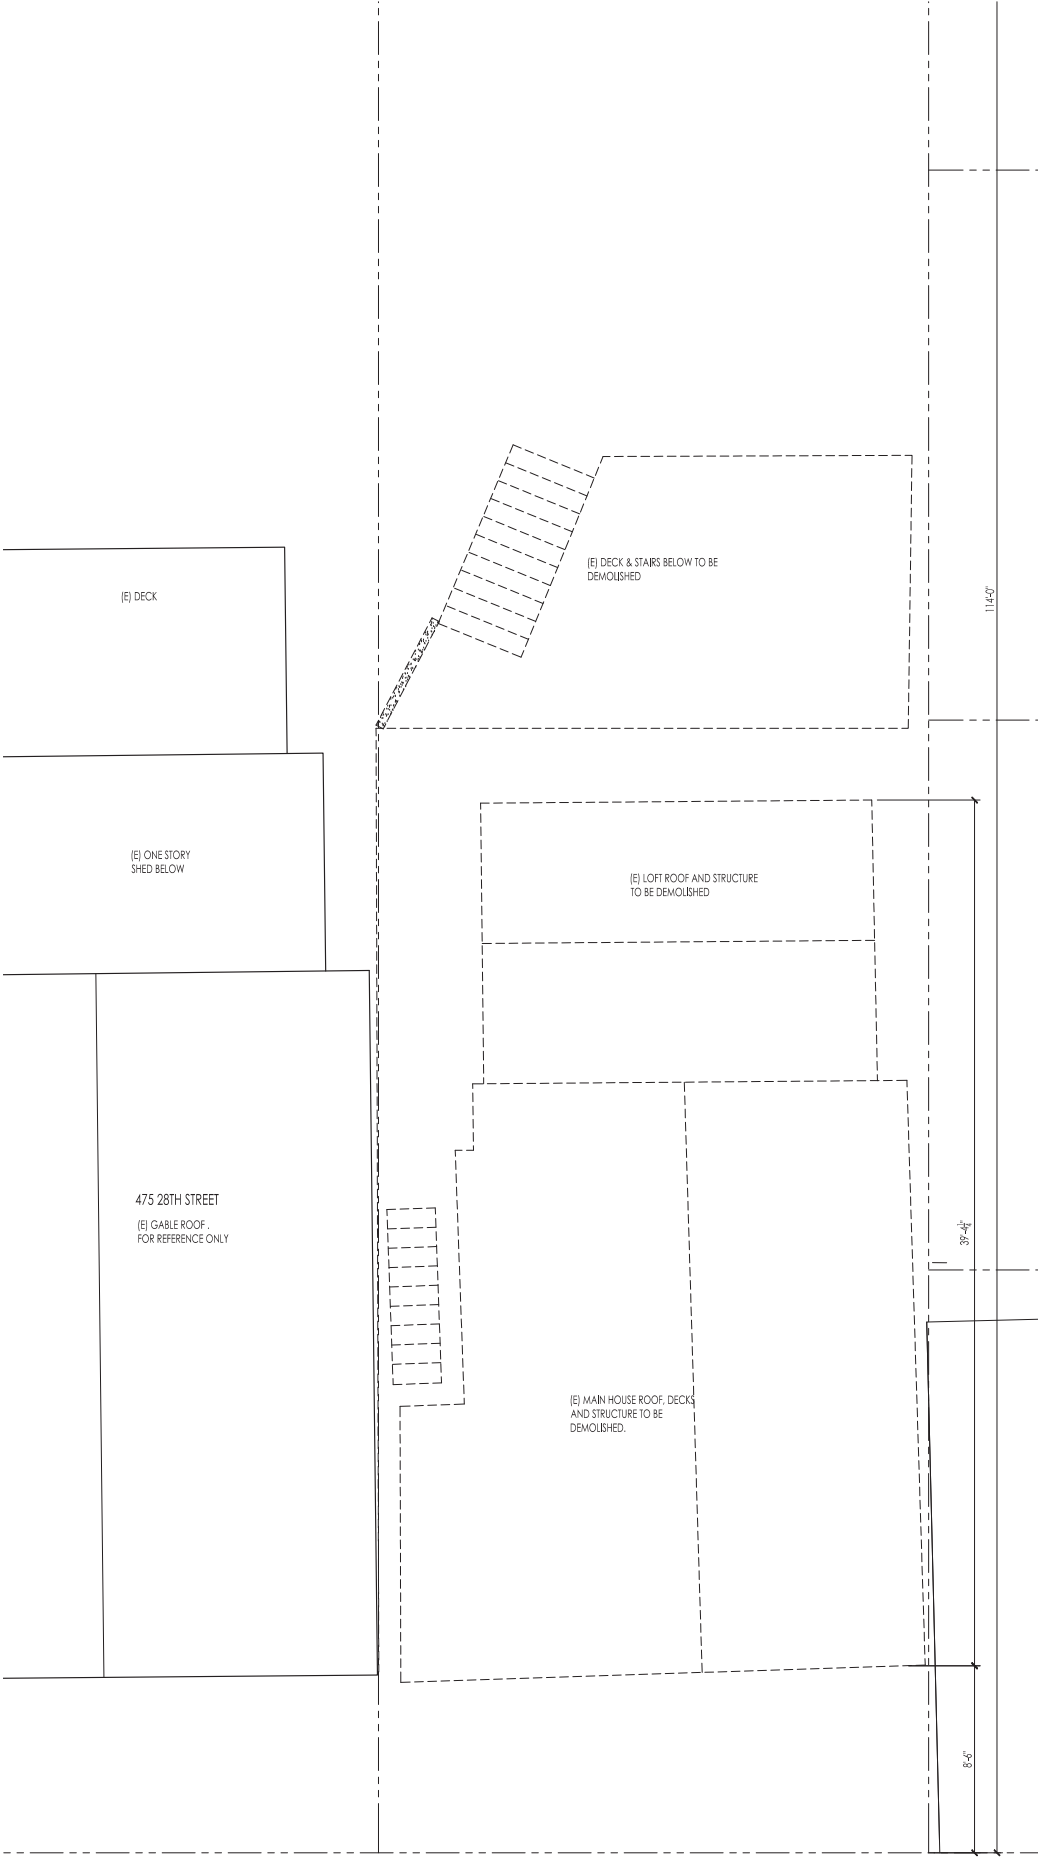 (E) DECK & STAIRS BELOW TO BE
DEMOLISHED
(E) DECK
114'-0"
(E) ONE STORY
SHED BELOW
(E) LOFT ROOF AND STRUCTURE
TO BE DEMOLISHED
475 28TH STREET
(E) GABLE ROOF .
FOR REFERENCE ONLY
39'-4¼"
(E) MAIN HOUSE ROOF, DECKS
AND STRUCTURE TO BE
DEMOLISHED.
8'-6"